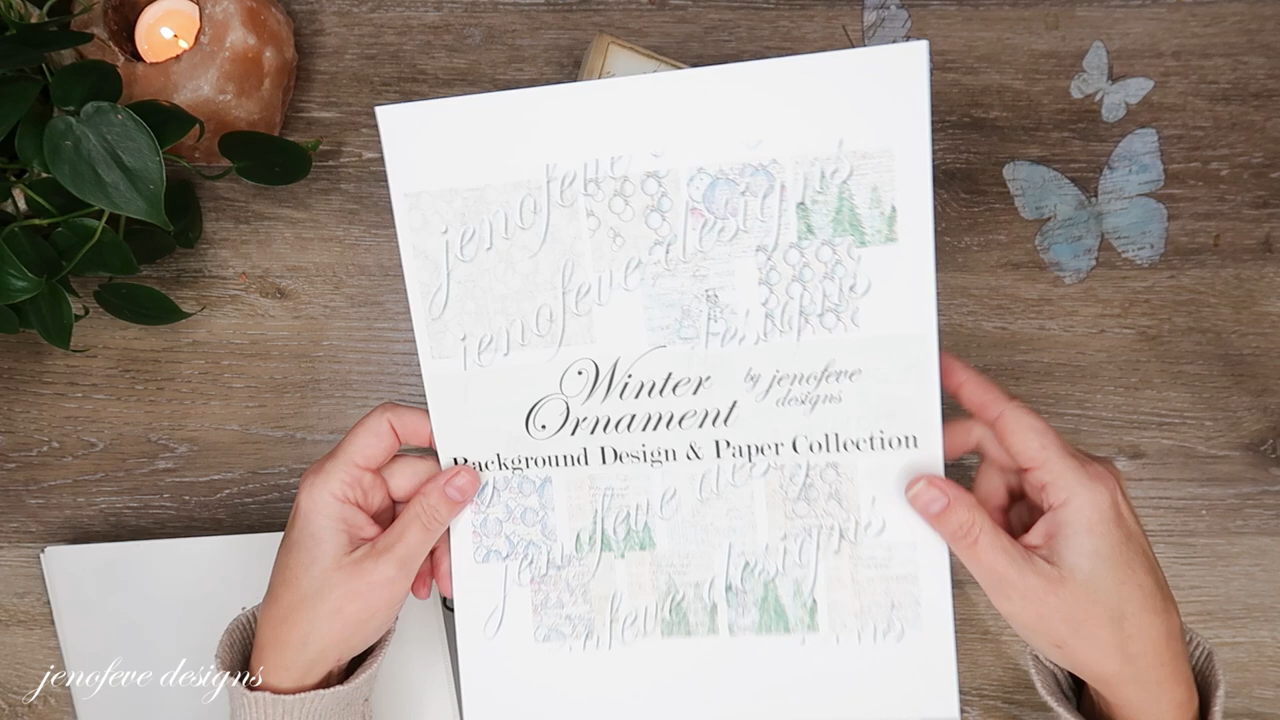 jenofeve designs
jenofeve designs
Winter
Ornament
by jenofeve
designs
Background Design & Paper Collection
jenofeve designs
jenofeve designs
jenofeve designs